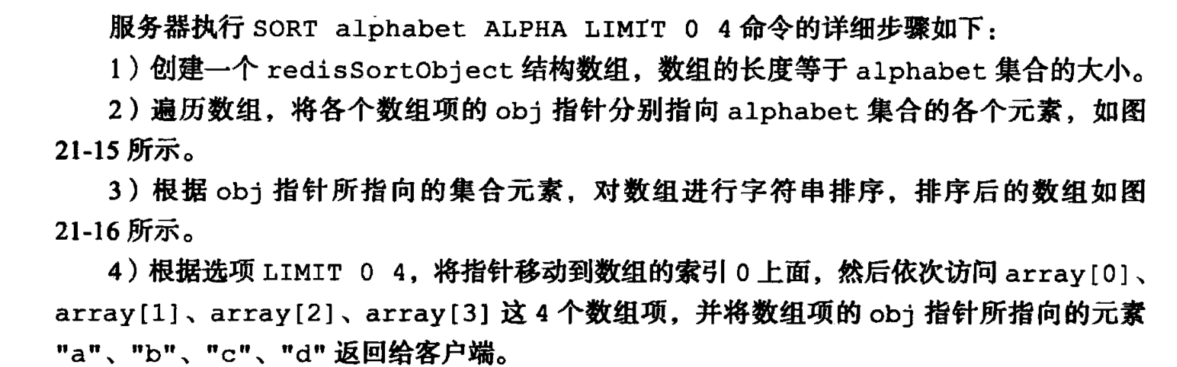 服务器执行 SORT alphabet ALPHA LIMIT 0 4 命令的详细步骤如下：
1）创建一个 redisSortObject 结构数组，数组的长度等于 alphabet 集合的大小。
2）遍历数组，将各个数组项的 obj 指针分别指向 alphabet 集合的各个元素，如图
21-15 所示。
3）根据 obj 指针所指向的集合元素，对数组进行字符串排序，排序后的数组如图
21-16 所示。
4）根据选项 LIMIT 0 4，将指针移动到数组的索引 0 上面，然后依次访问 array[0]、
array[1]、array[2]、array[3] 这 4 个数组项，并将数组项的 obj 指针所指向的元素
"a"、"b"、"c"、"d" 返回给客户端。